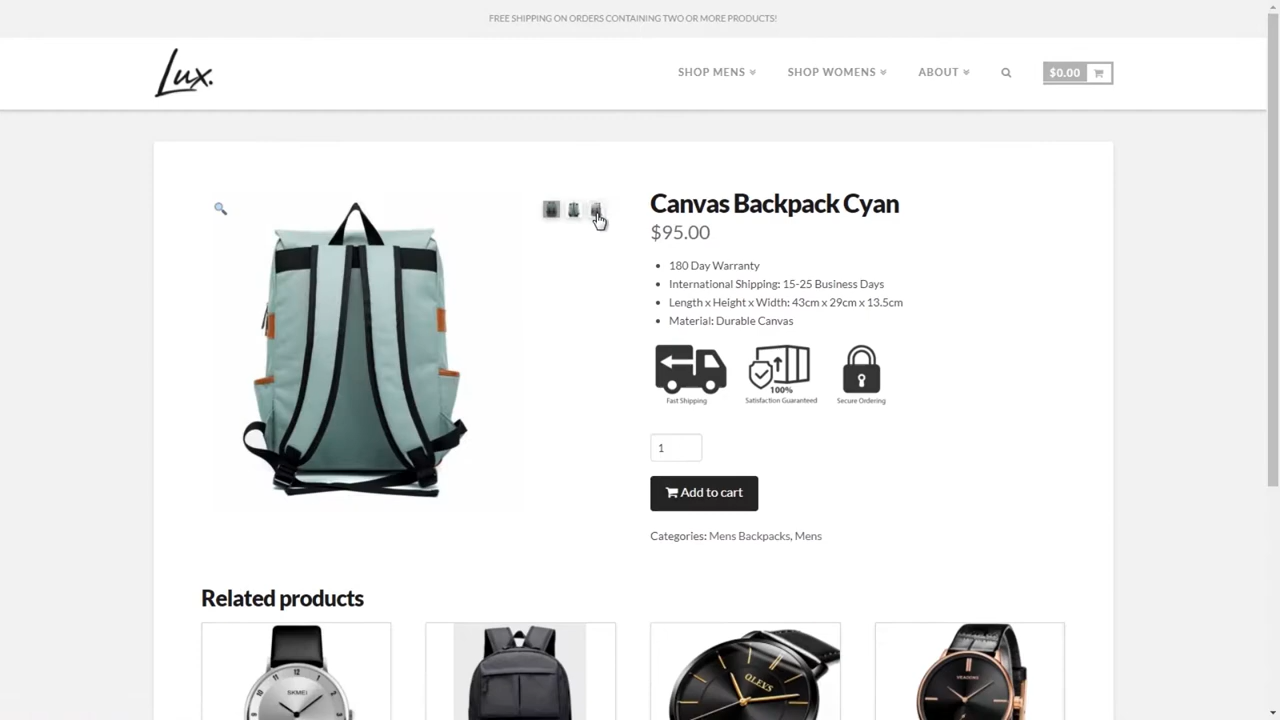 FREE SHIPPING ON ORDERS CONTAINING TWO OR MORE PRODUCTS!
Lux.
SHOP MENS
SHOP WOMENS
ABOUT
$0.00
Canvas Backpack Cyan
$95.00
180 Day Warranty
International Shipping: 15-25 Business Days
Length x Height x Width: 43cm x 29cm x 13.5cm
Material: Durable Canvas
100%
Fast Shipping
Satisfaction Guaranteed
Secure Ordering
1
Add to cart
Categories: Mens Backpacks, Mens
Related products
SKMEI
OLEVS